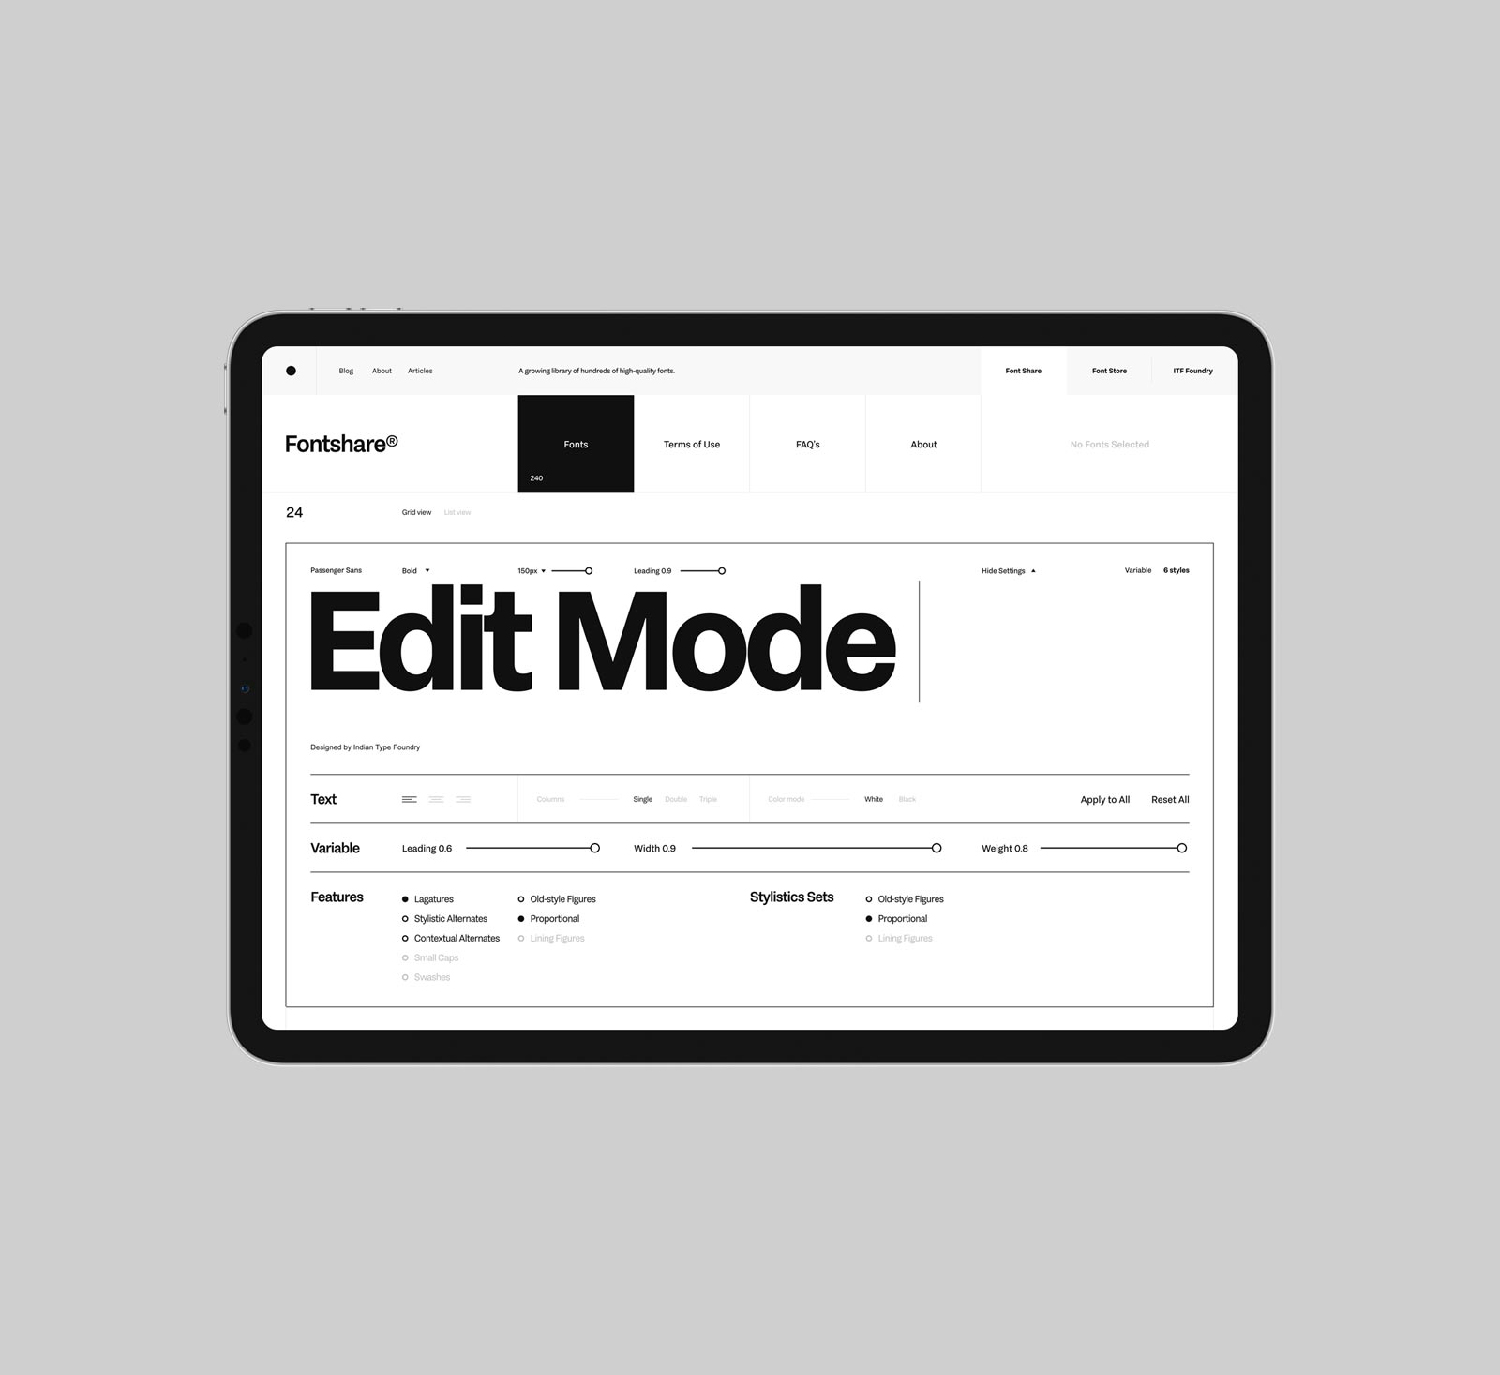 Blog About Articles A growing library of hundreds of high-quality fonts. Font Share Font Store ITF Foundry
Fontshare® Fonts Terms of Use FAQ's About No Fonts Selected
240
24 Grid view List view
Passenger Sans Bold 150px Leading 0.9 Hide Settings Variable 6 styles
Edit Mode
Designed by Indian Type Foundry
Text Columns Single Double Triple Color mode White Black Apply to All Reset All
Variable Leading 0.6 Width 0.9 Weight 0.8
Features Lagatures Old-style Figures Stylistics Sets Old-style Figures
Stylistic Alternates Proportional Proportional
Contextual Alternates Lining Figures Lining Figures
Small Caps
Swashes